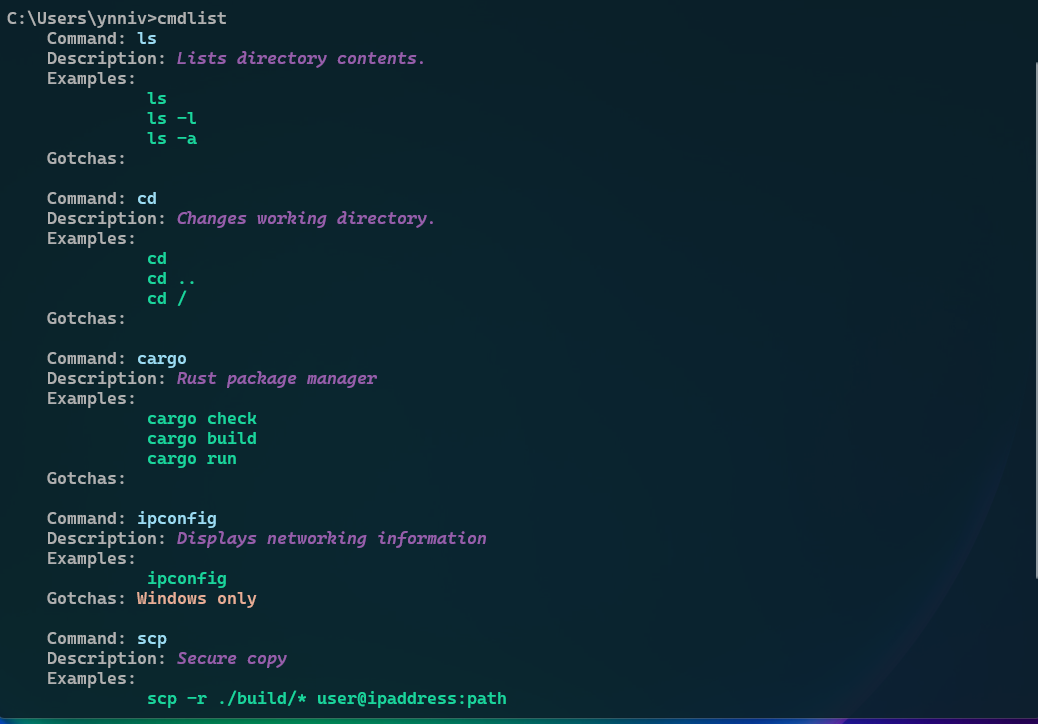 C:\Users\ynniv>cmdlist
Command: ls
Description: Lists directory contents.
Examples:
ls
ls -l
ls -a
Gotchas:
Command: cd
Description: Changes working directory.
Examples:
cd
cd ..
cd /
Gotchas:
Command: cargo
Description: Rust package manager
Examples:
cargo check
cargo build
cargo run
Gotchas:
Command: ipconfig
Description: Displays networking information
Examples:
ipconfig
Gotchas: Windows only
Command: scp
Description: Secure copy
Examples:
scp -r ./build/* user@ipaddress:path